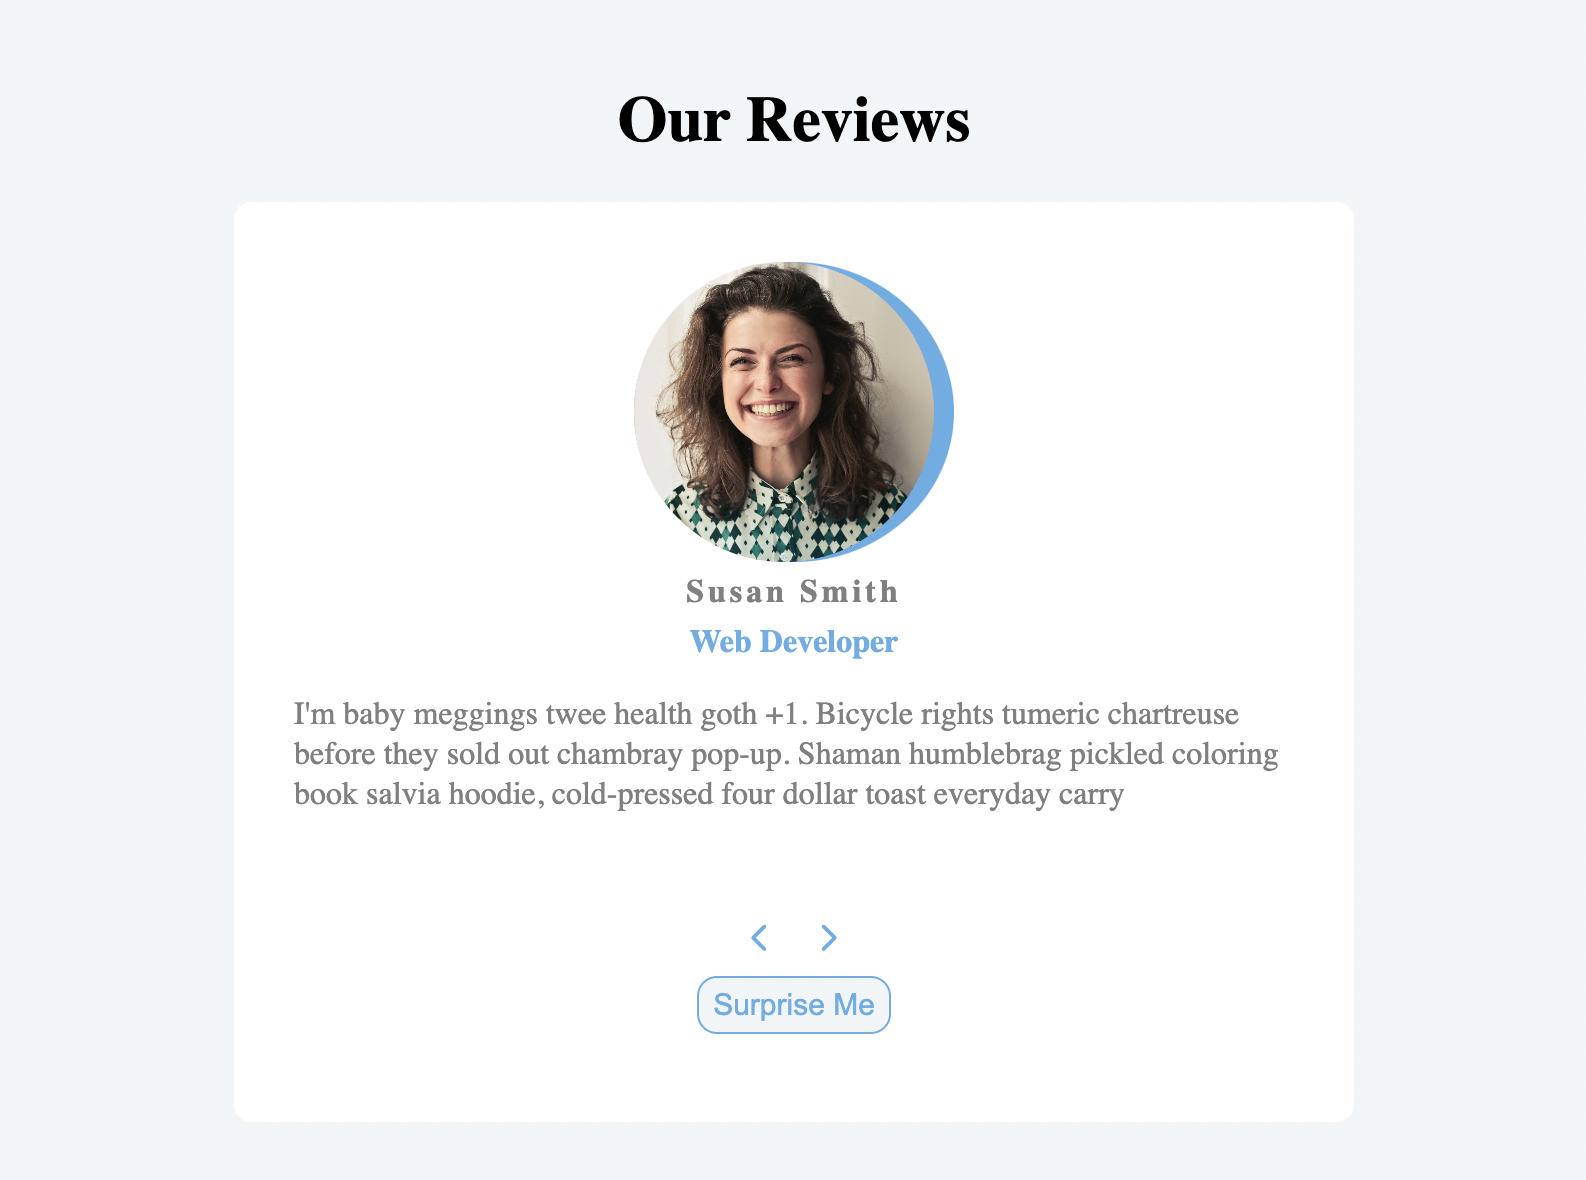 Our Reviews
Susan Smith
Web Developer
I'm baby meggings twee health goth +1. Bicycle rights tumeric chartreuse
before they sold out chambray pop-up. Shaman humblebrag pickled coloring
book salvia hoodie, cold-pressed four dollar toast everyday carry
Surprise Me